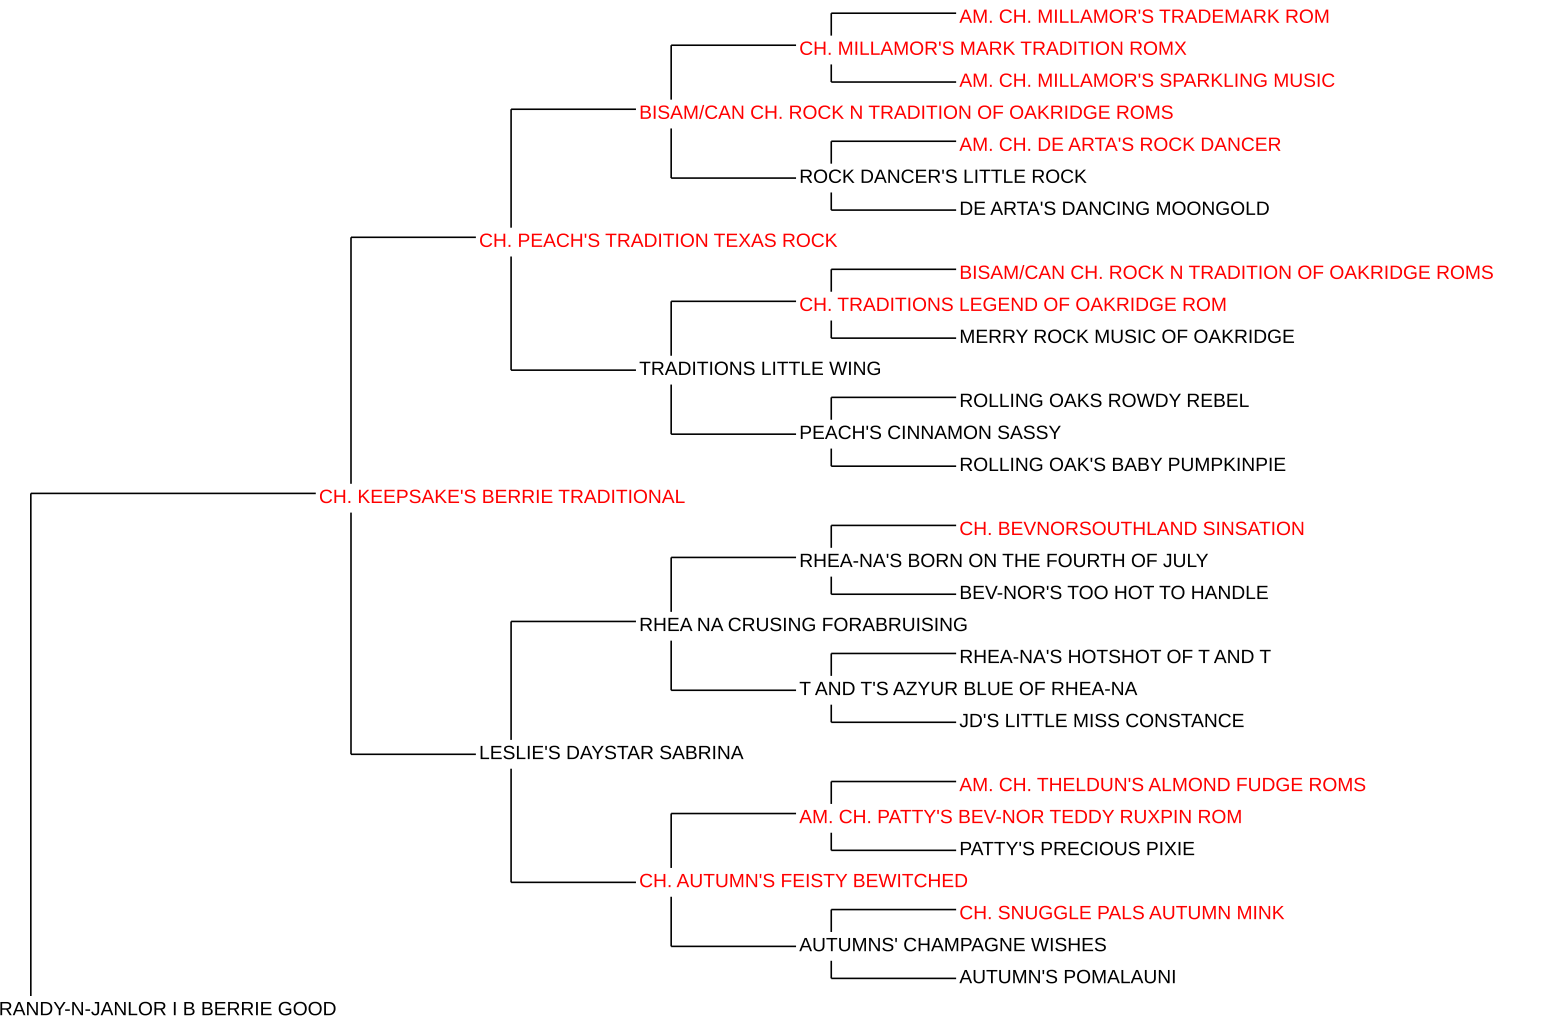 AM. CH. MILLAMOR'S TRADEMARK ROM
CH. MILLAMOR'S MARK TRADITION ROMX
AM. CH. MILLAMOR'S SPARKLING MUSIC
BISAM/CAN CH. ROCK N TRADITION OF OAKRIDGE ROMS
AM. CH. DE ARTA'S ROCK DANCER
ROCK DANCER'S LITTLE ROCK
DE ARTA'S DANCING MOONGOLD
CH. PEACH'S TRADITION TEXAS ROCK
BISAM/CAN CH. ROCK N TRADITION OF OAKRIDGE ROMS
CH. TRADITIONS LEGEND OF OAKRIDGE ROM
MERRY ROCK MUSIC OF OAKRIDGE
TRADITIONS LITTLE WING
ROLLING OAKS ROWDY REBEL
PEACH'S CINNAMON SASSY
ROLLING OAK'S BABY PUMPKINPIE
CH. KEEPSAKE'S BERRIE TRADITIONAL
CH. BEVNORSOUTHLAND SINSATION
RHEA-NA'S BORN ON THE FOURTH OF JULY
BEV-NOR'S TOO HOT TO HANDLE
RHEA NA CRUSING FORABRUISING
RHEA-NA'S HOTSHOT OF T AND T
T AND T'S AZYUR BLUE OF RHEA-NA
JD'S LITTLE MISS CONSTANCE
LESLIE'S DAYSTAR SABRINA
AM. CH. THELDUN'S ALMOND FUDGE ROMS
AM. CH. PATTY'S BEV-NOR TEDDY RUXPIN ROM
PATTY'S PRECIOUS PIXIE
CH. AUTUMN'S FEISTY BEWITCHED
CH. SNUGGLE PALS AUTUMN MINK
AUTUMNS' CHAMPAGNE WISHES
AUTUMN'S POMALAUNI
RANDY-N-JANLOR I B BERRIE GOOD